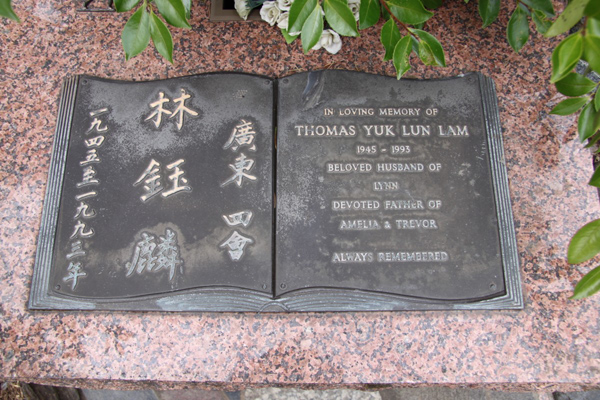 廣東 四會
林鈺麟
一九四五至一九九三年
IN LOVING MEMORY OF
THOMAS YUK LUN LAM
1945 - 1993
BELOVED HUSBAND OF
LYNN
DEVOTED FATHER OF
AMELIA & TREVOR
ALWAYS REMEMBERED